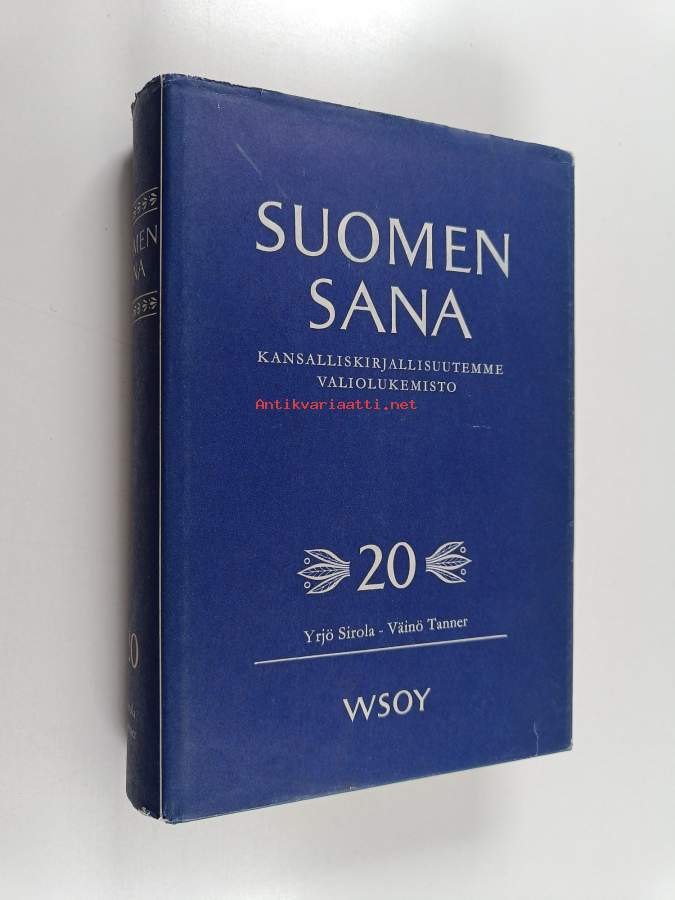 SUOMEN
SANA
KANSALLISKIRJALLISUUTEMME
VALIOLUKEMISTO
Antikvariaatti.net
20
Yrjö Sirola - Väinö Tanner
WSOY